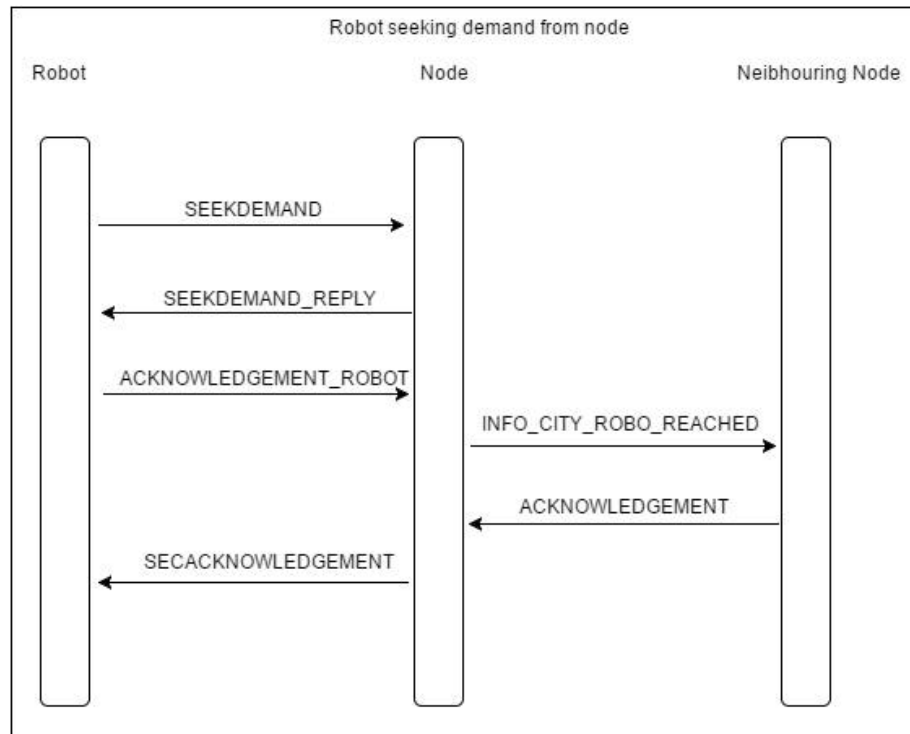 Robot seeking demand from node
Robot
Node
Neibhouring Node
SEEKDEMAND
SEEKDEMAND_REPLY
ACKNOWLEDGEMENT_ROBOT
INFO_CITY_ROBO_REACHED
ACKNOWLEDGEMENT
SECACKNOWLEDGEMENT